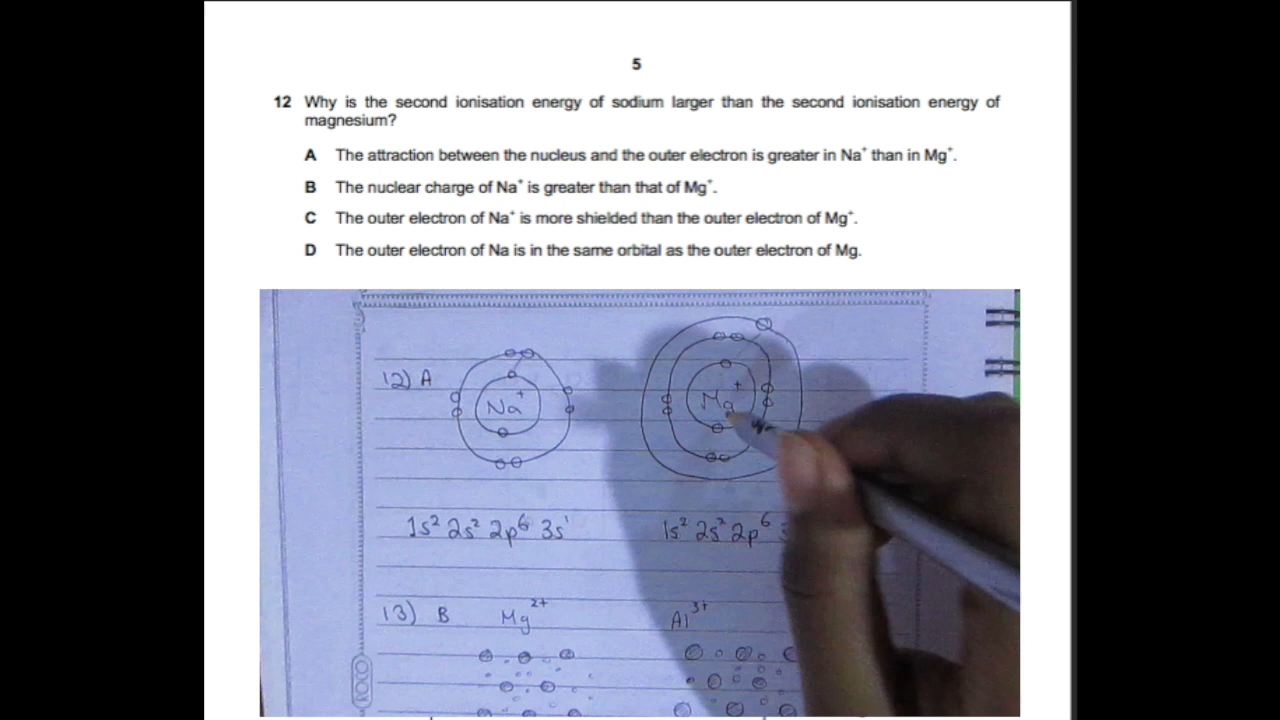 5
12 Why is the second ionisation energy of sodium larger than the second ionisation energy of
magnesium?
A The attraction between the nucleus and the outer electron is greater in Na⁺ than in Mg⁺.
B The nuclear charge of Na⁺ is greater than that of Mg⁺.
C The outer electron of Na⁺ is more shielded than the outer electron of Mg⁺.
D The outer electron of Na is in the same orbital as the outer electron of Mg.
12) A
Na⁺ Mg⁺
1s² 2s² 2p⁶ 3s¹ 1s² 2s² 2p⁶
13) B Mg²⁺ Al³⁺